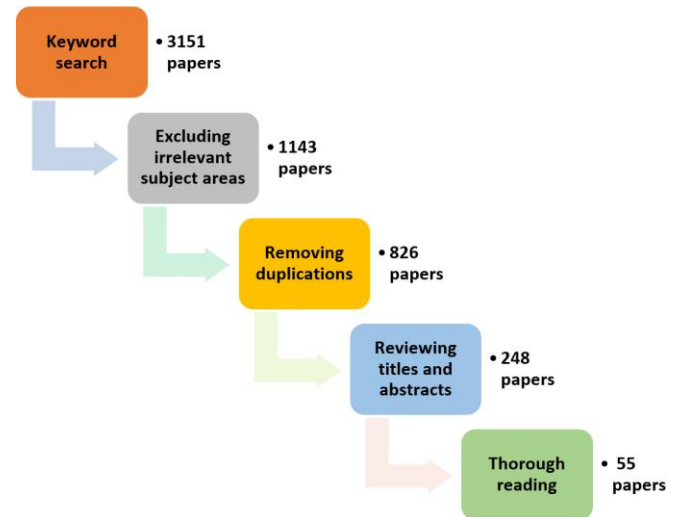 Keyword
search
• 3151
papers
Excluding
irrelevant
subject areas
• 1143
papers
Removing
duplications
• 826
papers
Reviewing
titles and
abstracts
• 248
papers
Thorough
reading
• 55
papers